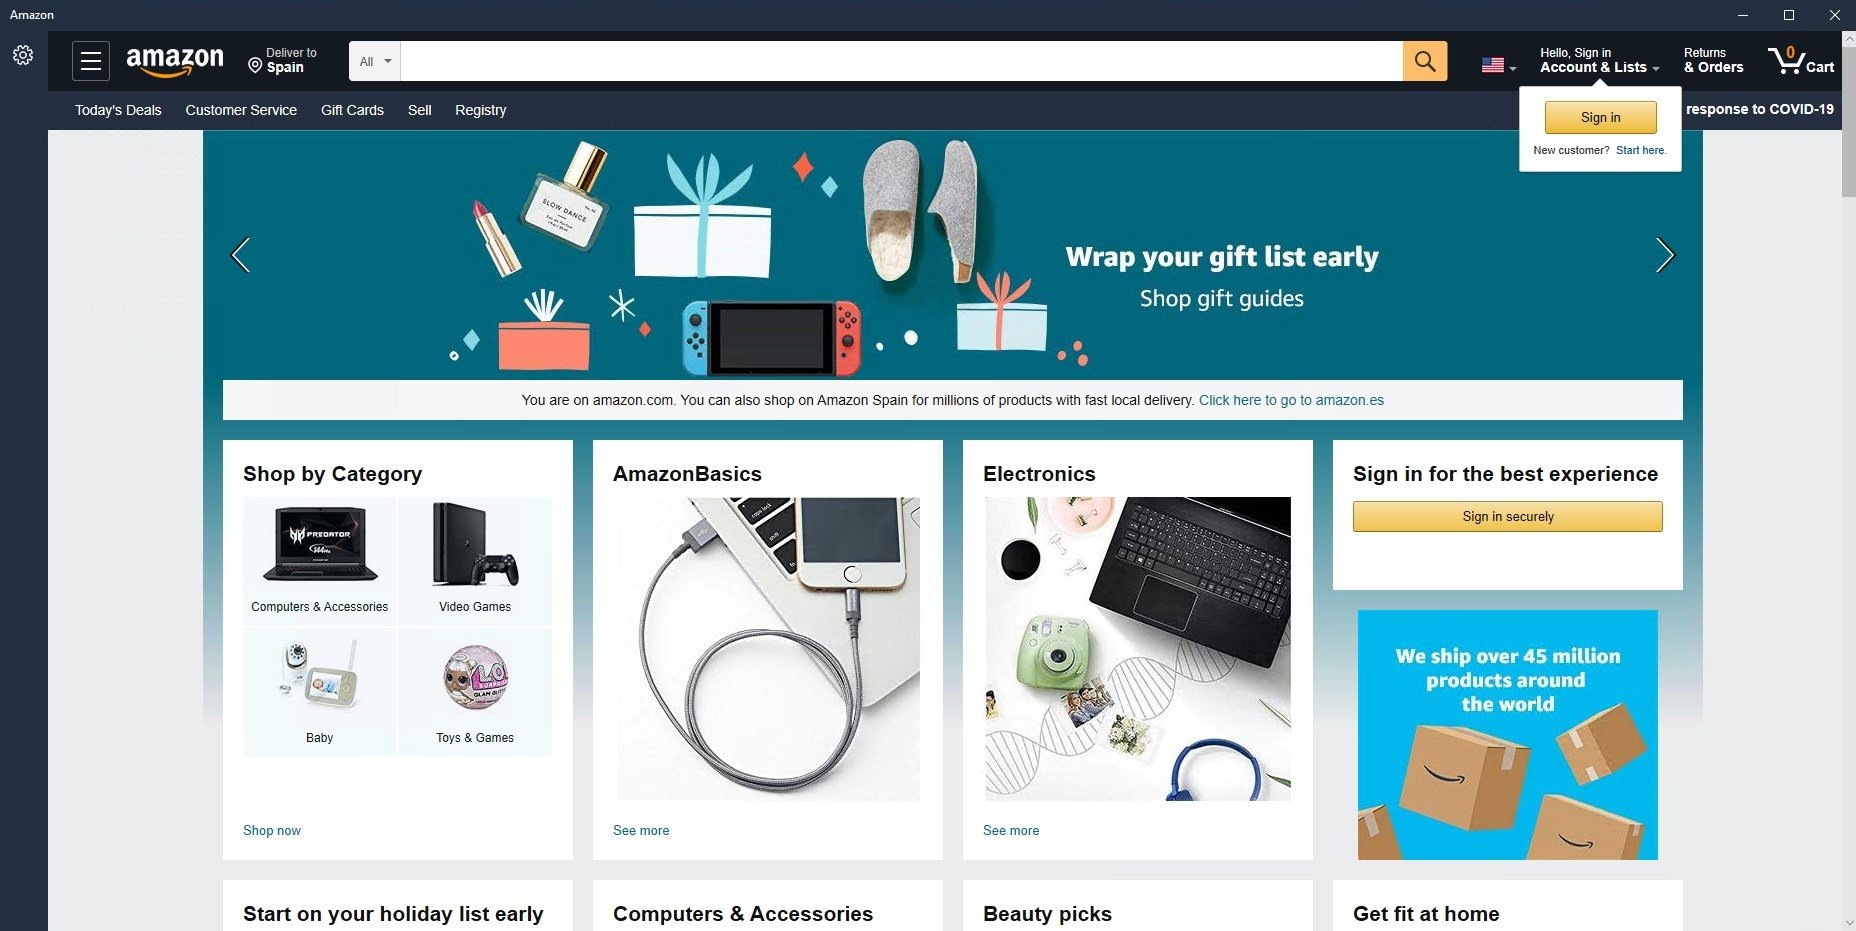 Amazon
amazon
Deliver to
Spain
All
Hello, Sign in
Account & Lists
Returns
& Orders
0
Cart
Today's Deals
Customer Service
Gift Cards
Sell
Registry
response to COVID-19
Sign in
New customer? Start here.
SLOW DANCE
Wrap your gift list early
Shop gift guides
You are on amazon.com. You can also shop on Amazon Spain for millions of products with fast local delivery. Click here to go to amazon.es
Shop by Category
PREDATOR
Computers & Accessories
Video Games
L.O.L.
SURPRISE
GLAM GLITTER
Baby
Toys & Games
Shop now
AmazonBasics
caps lock
shift
See more
Electronics
See more
Sign in for the best experience
Sign in securely
We ship over 45 million
products around
the world
Start on your holiday list early
Computers & Accessories
Beauty picks
Get fit at home